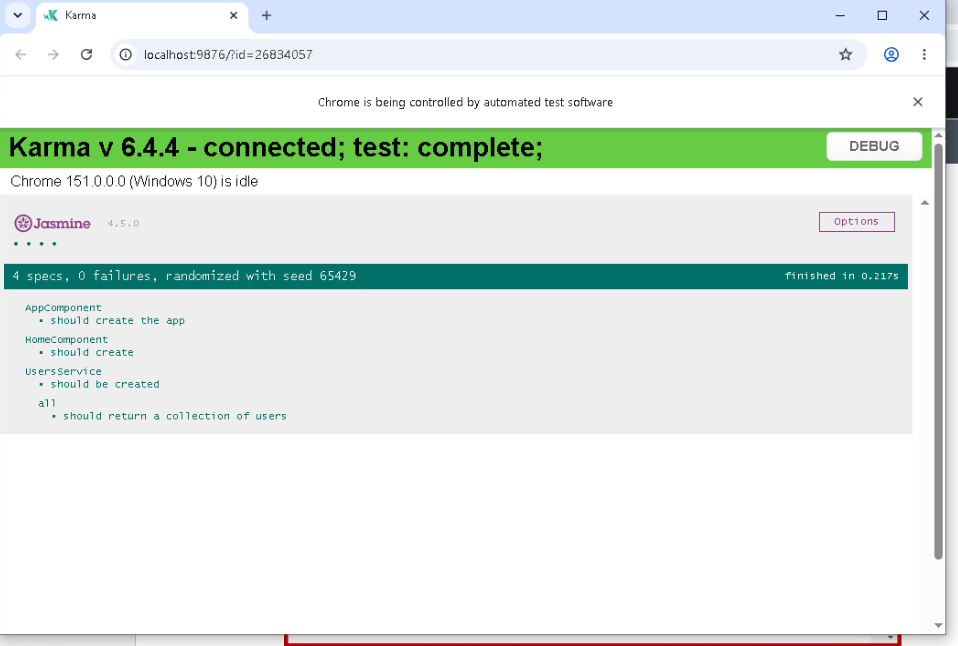 Karma
localhost:9876/?id=26834057
Chrome is being controlled by automated test software
Karma v 6.4.4 - connected; test: complete;
DEBUG
Chrome 151.0.0.0 (Windows 10) is idle
Jasmine 4.5.0
Options
• • • •
4 specs, 0 failures, randomized with seed 65429
finished in 0.217s
AppComponent
• should create the app
HomeComponent
• should create
UsersService
• should be created
all
• should return a collection of users